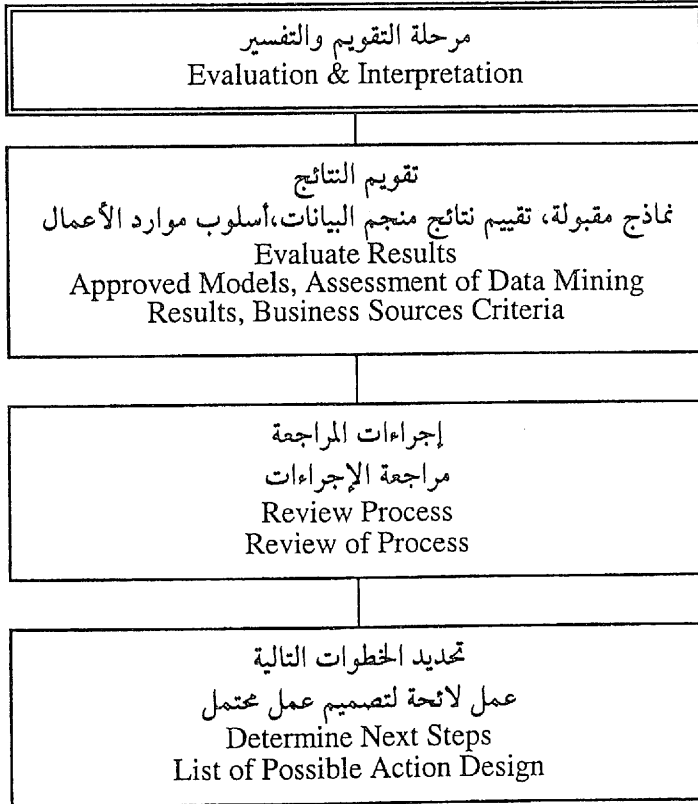 مرحلة التقويم والتفسير
Evaluation & Interpretation
تقويم النتائج
نماذج مقبولة، تقييم نتائج منجم البيانات،أسلوب موارد الأعمال
Evaluate Results
Approved Models, Assessment of Data Mining
Results, Business Sources Criteria
إجراءات المراجعة
مراجعة الإجراءات
Review Process
Review of Process
تحديد الخطوات التالية
عمل لائحة لتصميم عمل محتمل
Determine Next Steps
List of Possible Action Design